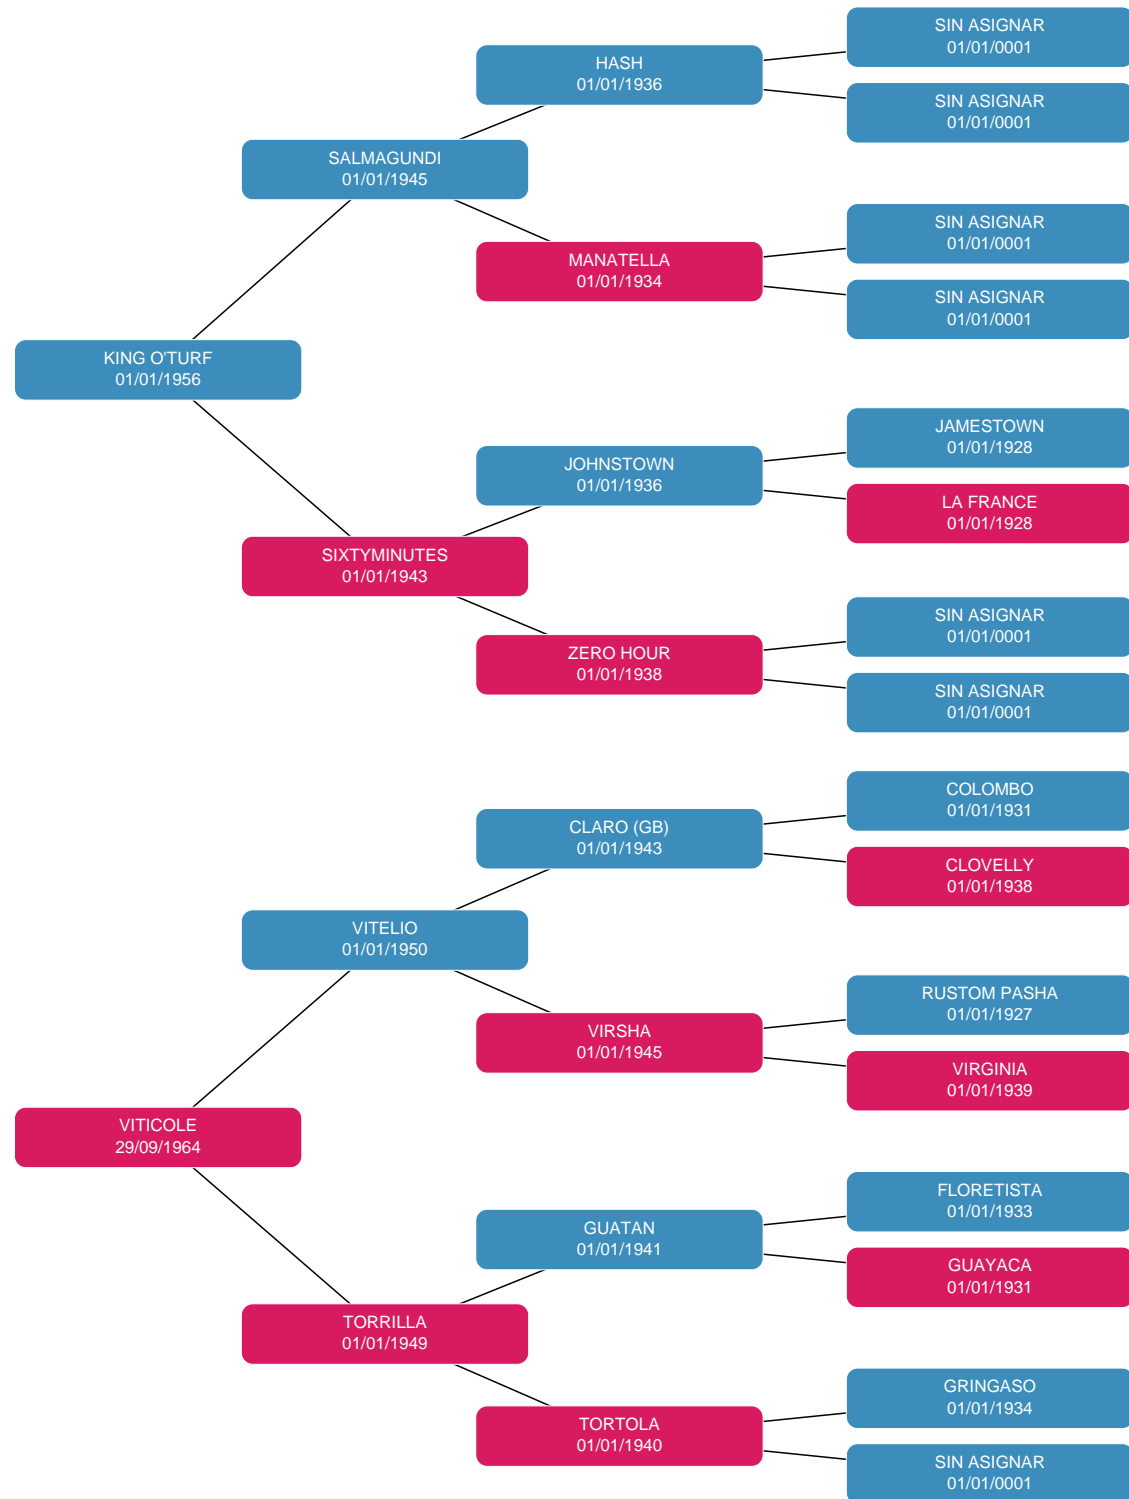 SIN ASIGNAR
01/01/0001
HASH
01/01/1936
SIN ASIGNAR
01/01/0001
SALMAGUNDI
01/01/1945
SIN ASIGNAR
01/01/0001
MANATELLA
01/01/1934
SIN ASIGNAR
01/01/0001
KING O'TURF
01/01/1956
JAMESTOWN
01/01/1928
JOHNSTOWN
01/01/1936
LA FRANCE
01/01/1928
SIXTYMINUTES
01/01/1943
SIN ASIGNAR
01/01/0001
ZERO HOUR
01/01/1938
SIN ASIGNAR
01/01/0001
COLOMBO
01/01/1931
CLARO (GB)
01/01/1943
CLOVELLY
01/01/1938
VITELIO
01/01/1950
RUSTOM PASHA
01/01/1927
VIRSHA
01/01/1945
VIRGINIA
01/01/1939
VITICOLE
29/09/1964
FLORETISTA
01/01/1933
GUATAN
01/01/1941
GUAYACA
01/01/1931
TORRILLA
01/01/1949
GRINGASO
01/01/1934
TORTOLA
01/01/1940
SIN ASIGNAR
01/01/0001